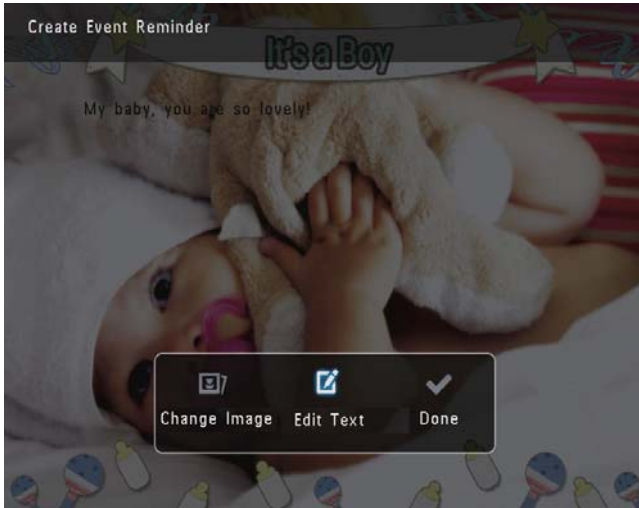 Create Event Reminder
It's a Boy
My baby, you are so lovely!
Change Image
Edit Text
Done